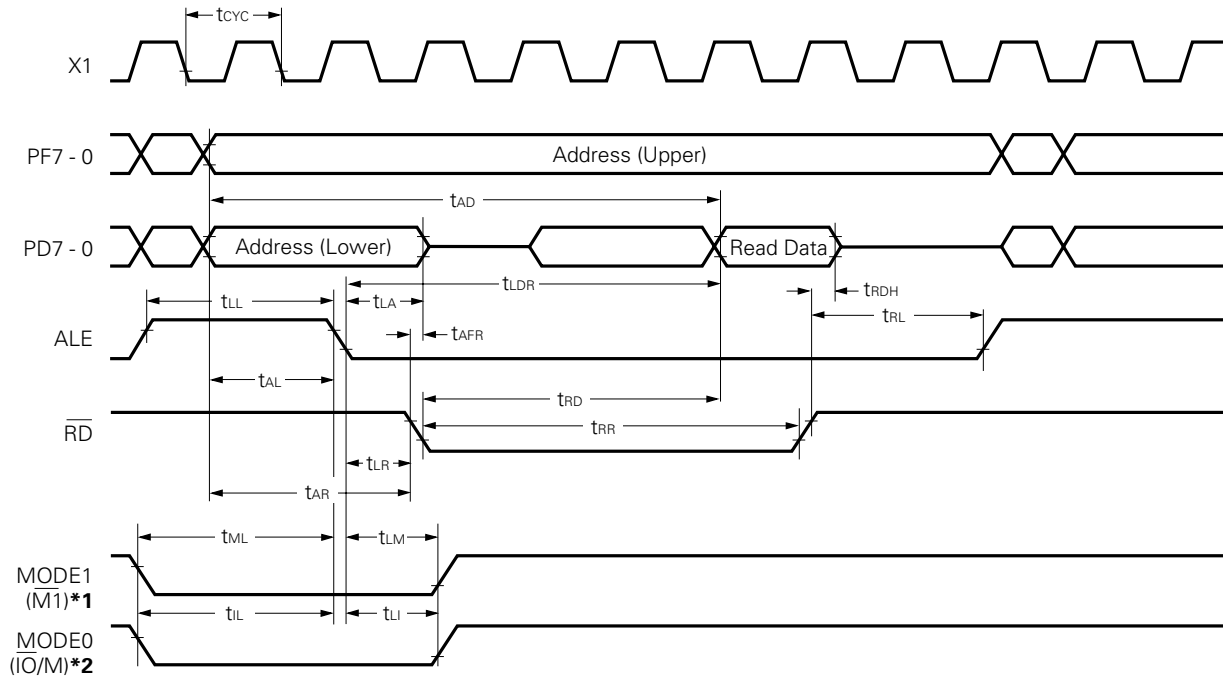 tCYC
X1
PF7 - 0
Address (Upper)
tAD
PD7 - 0
Address (Lower)
Read Data
tLDR
tLL
tLA
tRDH
tRL
ALE
tAFR
tAL
tRD
RD
tRR
tLR
tAR
tML
tLM
MODE1
(M1)*1
tIL
tLI
MODE0
(IO/M)*2